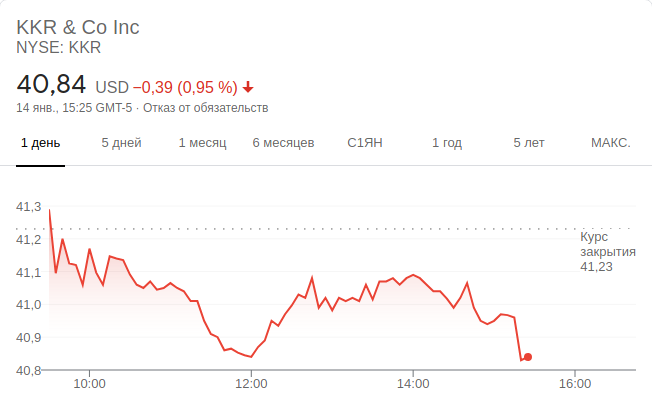 KKR & Co Inc
NYSE: KKR
40,84 USD −0,39 (0,95 %)
14 янв., 15:25 GMT-5 · Отказ от обязательств
1 день 5 дней 1 месяц 6 месяцев С1ЯН 1 год 5 лет МАКС.
41,3
41,2
41,1
41,0
40,9
40,8
Курс
закрытия
41,23
10:00 12:00 14:00 16:00